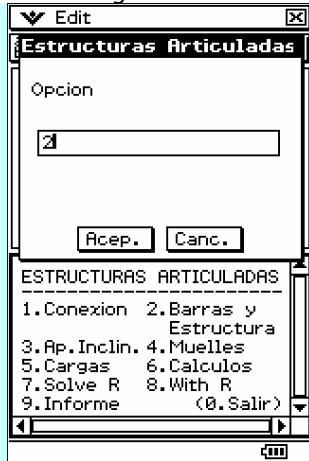 Edit
Estructuras Articuladas
Opcion
2
Acep. Canc.
ESTRUCTURAS ARTICULADAS
--------------------------
1.Conexion 2.Barras y
Estructura
3.Ap.Inclin. 4.Muelles
5.Cargas 6.Calculos
7.Solve R 8.With R
9.Informe (0.Salir)